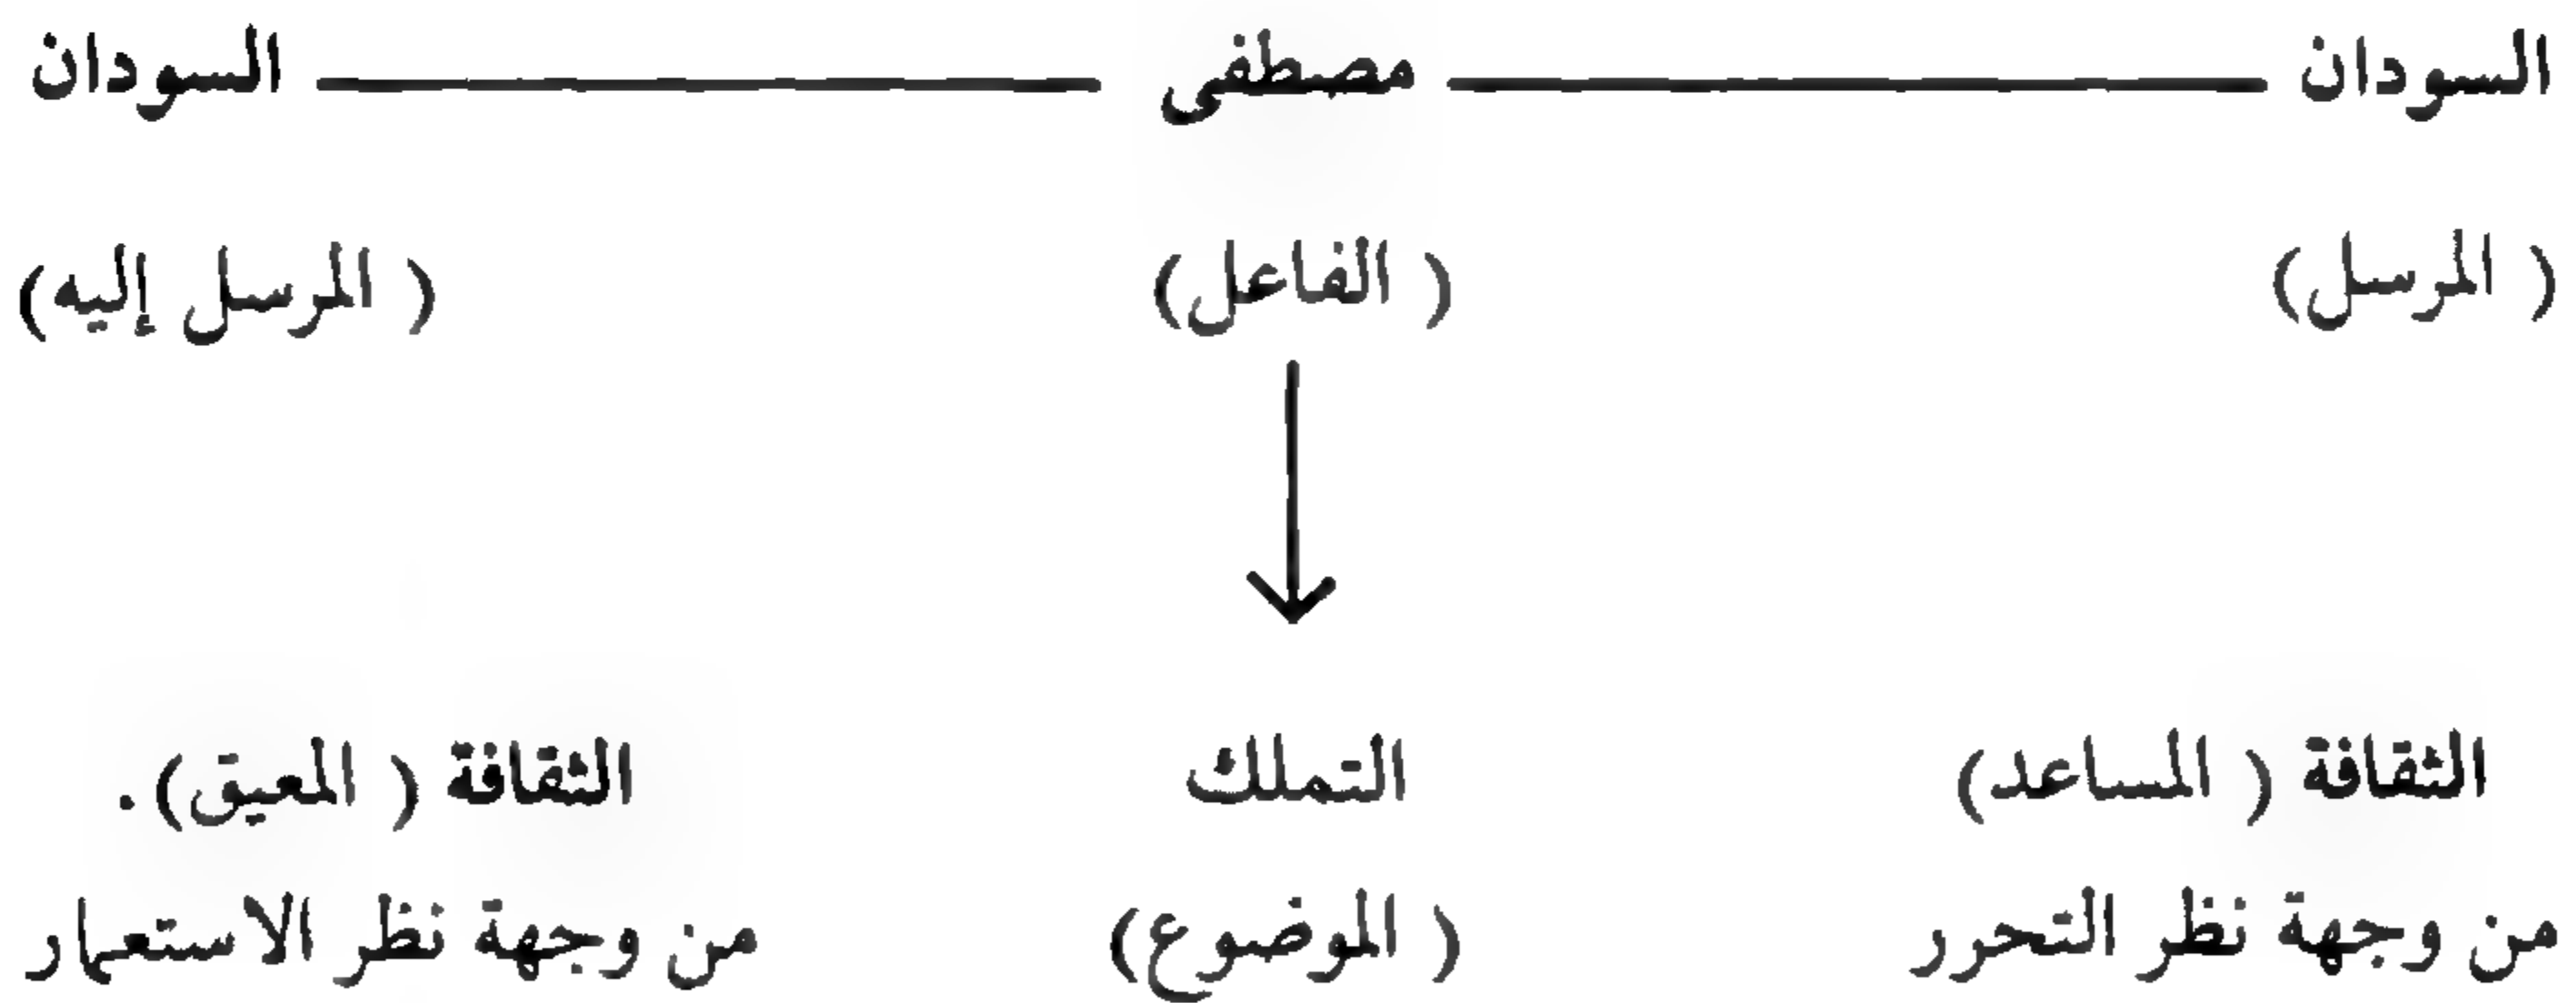 السودان مصطفى السودان
( المرسل) ( الفاعل) ( المرسل إليه)
الثقافة ( المساعد) التملك الثقافة ( المعيق).
من وجهة نظر التحرر ( الموضوع) من وجهة نظر الاستعمار